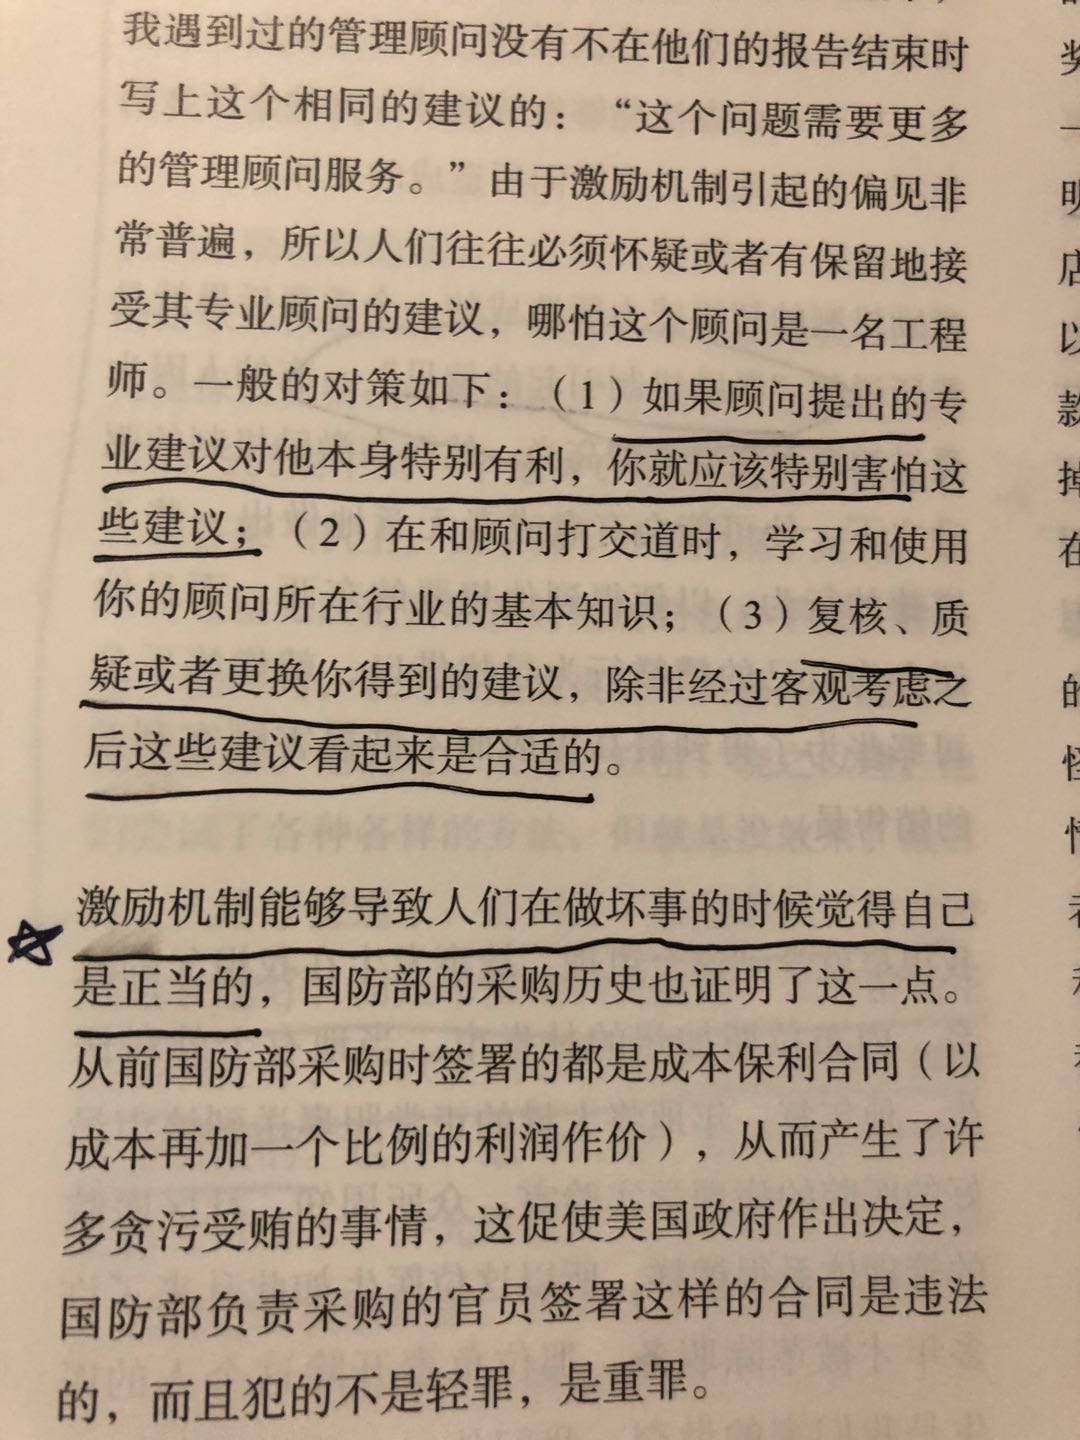 我遇到过的管理顾问没有不在他们的报告结束时
写上这个相同的建议的：“这个问题需要更多
的管理顾问服务。”由于激励机制引起的偏见非
常普遍，所以人们往往必须怀疑或者有保留地接
受其专业顾问的建议，哪怕这个顾问是一名工程
师。一般的对策如下：（1）如果顾问提出的专
业建议对他本身特别有利，你就应该特别害怕这
些建议；（2）在和顾问打交道时，学习和使用
你的顾问所在行业的基本知识；（3）复核、质
疑或者更换你得到的建议，除非经过客观考虑之
后这些建议看起来是合适的。
激励机制能够导致人们在做坏事的时候觉得自己
是正当的，国防部的采购历史也证明了这一点。
从前国防部采购时签署的都是成本保利合同（以
成本再加一个比例的利润作价），从而产生了许
多贪污受贿的事情，这促使美国政府作出决定，
国防部负责采购的官员签署这样的合同是违法
的，而且犯的不是轻罪，是重罪。